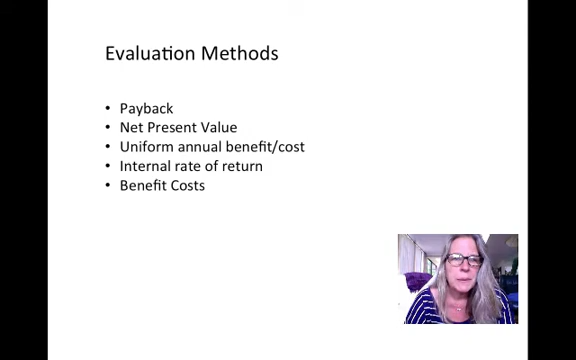 Evaluation Methods
• Payback
• Net Present Value
• Uniform annual benefit/cost
• Internal rate of return
• Benefit Costs